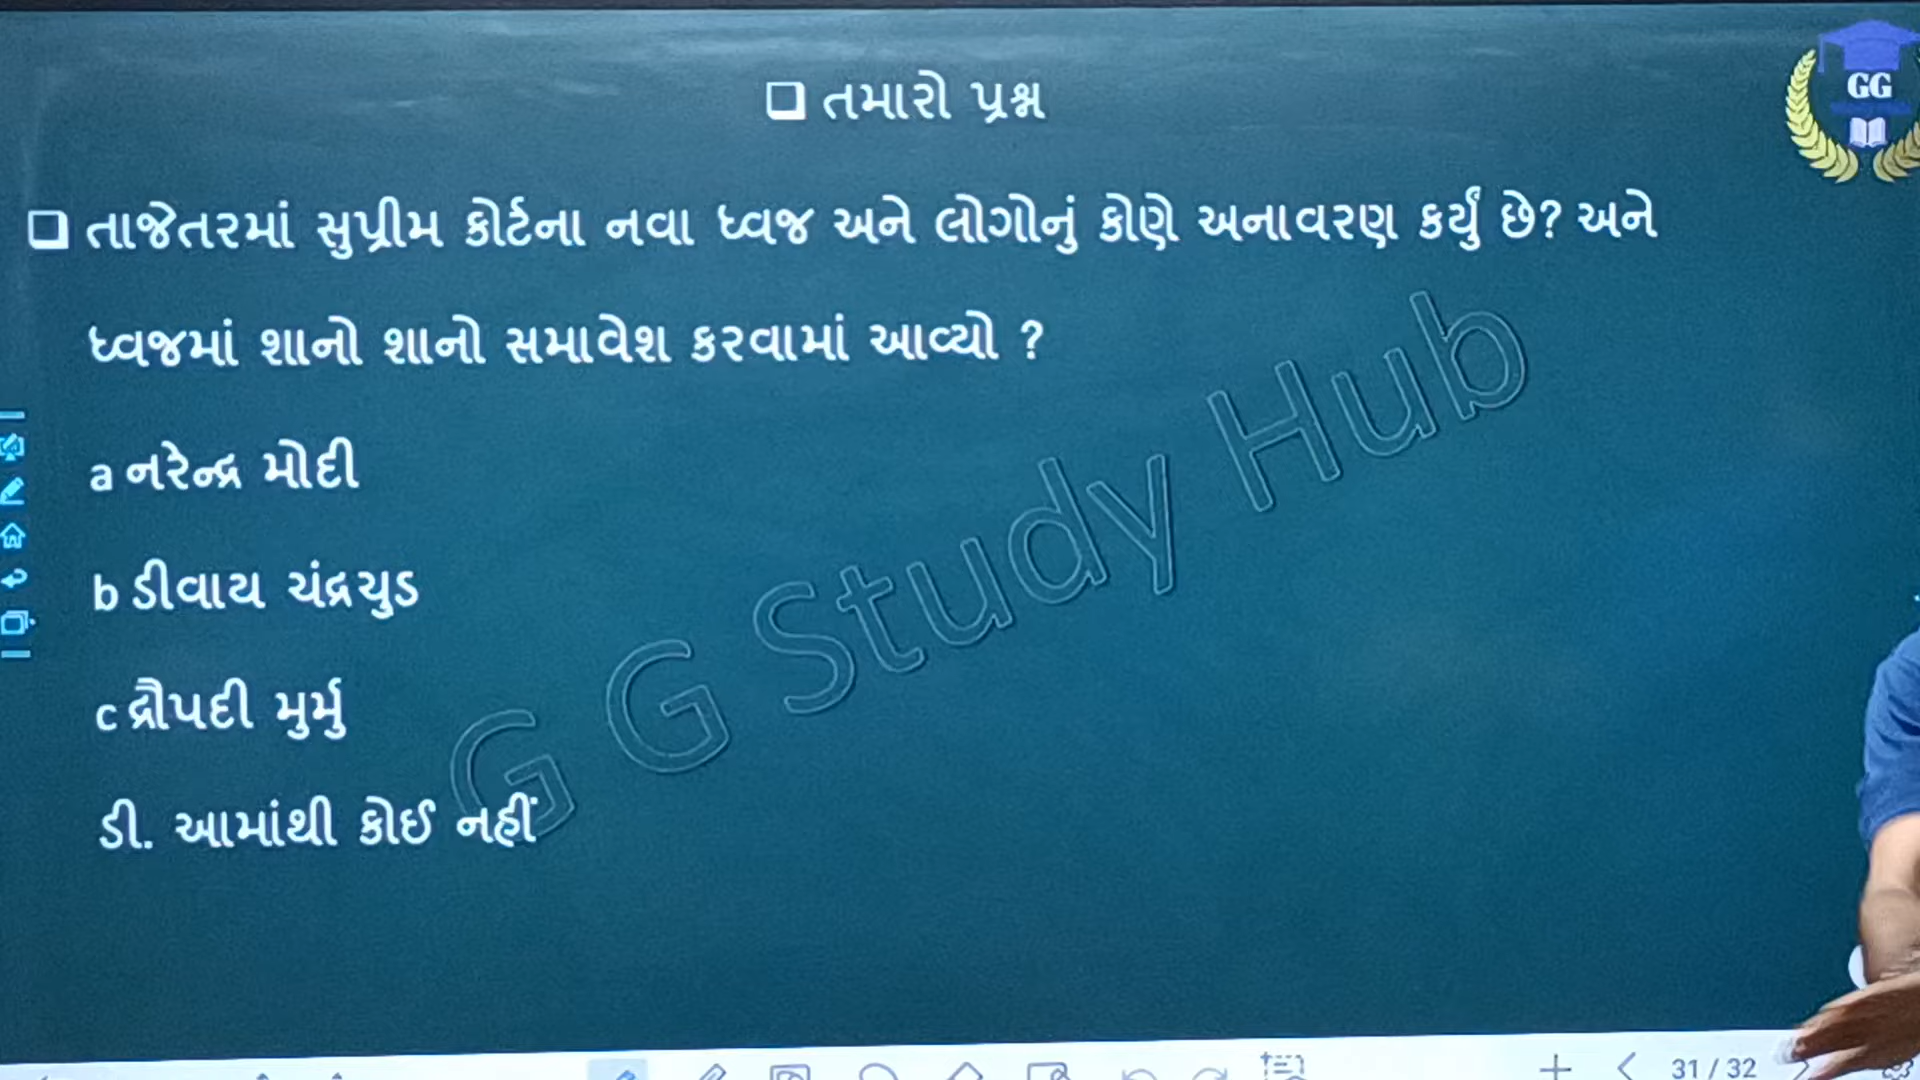 GG
❑ તમારો પ્રશ્ન
❑ તાજેતરમાં સુપ્રીમ કોર્ટના નવા ધ્વજ અને લોગોનું કોણે અનાવરણ કર્યું છે? અને
ધ્વજમાં શાનો શાનો સમાવેશ કરવામાં આવ્યો ?
a નરેન્દ્ર મોદી
b ડીવાય ચંદ્રચુડ
c દ્રૌપદી મુર્મુ
ડી. આમાંથી કોઈ નહીં
G G Study Hub
31 / 32